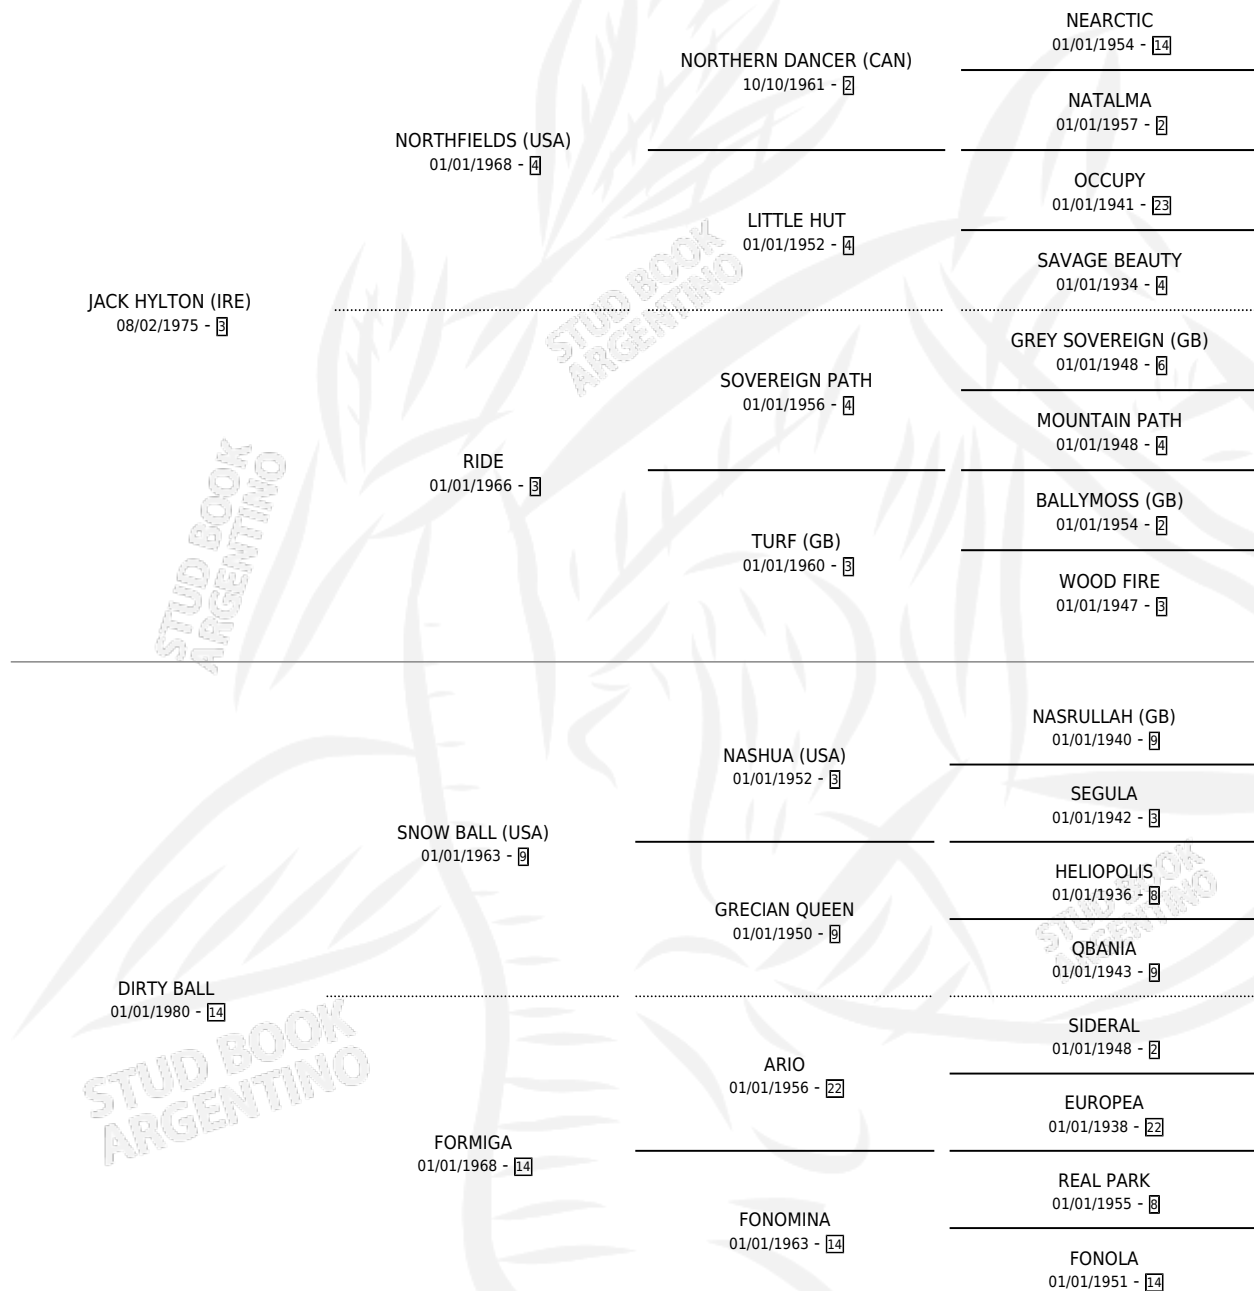 NEARCTIC
01/01/1954 - 14
NORTHERN DANCER (CAN)
10/10/1961 - 2
NATALMA
01/01/1957 - 2
NORTHFIELDS (USA)
01/01/1968 - 4
OCCUPY
01/01/1941 - 23
LITTLE HUT
01/01/1952 - 4
SAVAGE BEAUTY
01/01/1934 - 4
JACK HYLTON (IRE)
08/02/1975 - 3
GREY SOVEREIGN (GB)
01/01/1948 - 6
SOVEREIGN PATH
01/01/1956 - 4
MOUNTAIN PATH
01/01/1948 - 4
RIDE
01/01/1966 - 3
BALLYMOSS (GB)
01/01/1954 - 2
TURF (GB)
01/01/1960 - 3
WOOD FIRE
01/01/1947 - 3
NASRULLAH (GB)
01/01/1940 - 9
NASHUA (USA)
01/01/1952 - 3
SEGULA
01/01/1942 - 3
SNOW BALL (USA)
01/01/1963 - 9
HELIOPOLIS
01/01/1936 - 8
GRECIAN QUEEN
01/01/1950 - 9
QBANIA
01/01/1943 - 9
DIRTY BALL
01/01/1980 - 14
SIDERAL
01/01/1948 - 2
ARIO
01/01/1956 - 22
EUROPEA
01/01/1938 - 22
FORMIGA
01/01/1968 - 14
REAL PARK
01/01/1955 - 8
FONOMINA
01/01/1963 - 14
FONOLA
01/01/1951 - 14
STUD BOOK
ARGENTINO
STUD BOOK
ARGENTINO
STUD BOOK
ARGENTINO
STUD BOOK
ARGENTINO